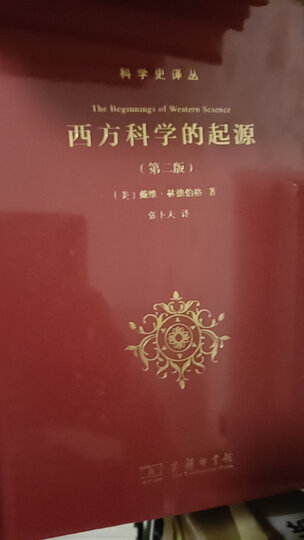 科学史译丛
The Beginnings of Western Science
西方科学的起源
(第二版)
〔美〕戴维·林德伯格 著
张卜天 译
商务印书馆